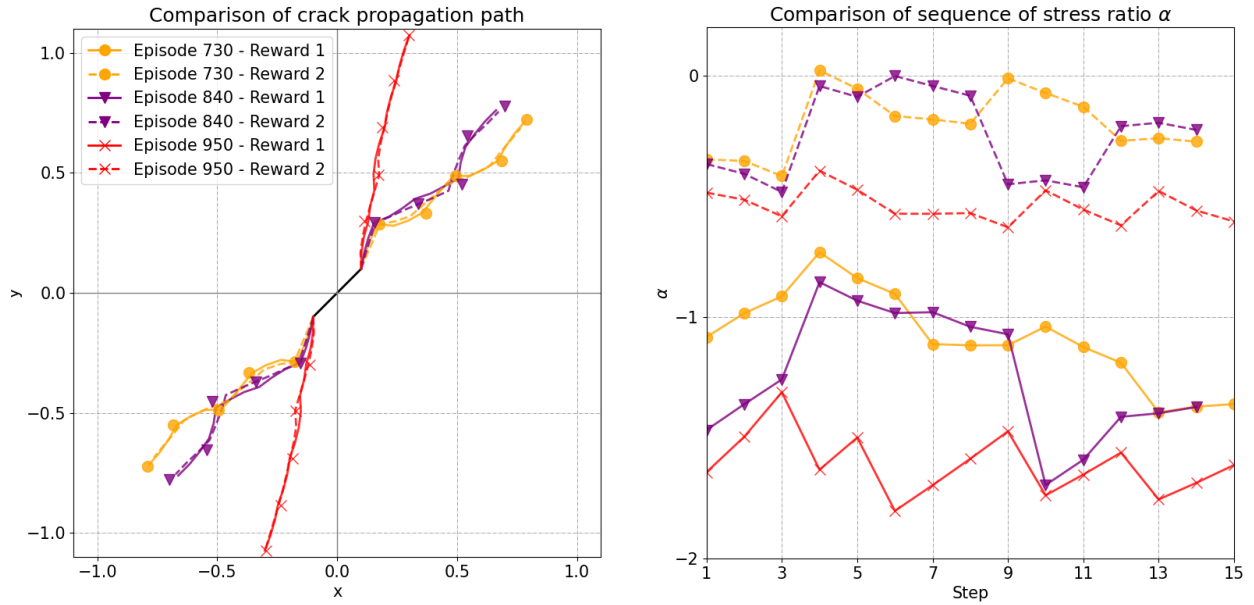 Comparison of crack propagation path
1.0
0.5
0.0
−0.5
−1.0
y
Episode 730 - Reward 1
Episode 730 - Reward 2
Episode 840 - Reward 1
Episode 840 - Reward 2
Episode 950 - Reward 1
Episode 950 - Reward 2
−1.0 −0.5 0.0 0.5 1.0
x
Comparison of sequence of stress ratio α
0
−1
−2
α
1 3 5 7 9 11 13 15
Step